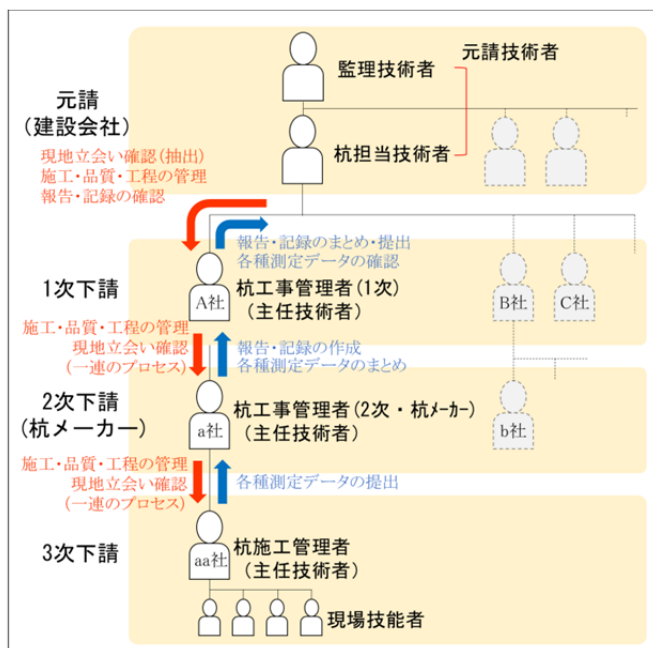 元請技術者
監理技術者
元請
(建設会社)
杭担当技術者
現地立会い確認(抽出)
施工・品質・工程の管理
報告・記録の確認
報告・記録のまとめ・提出
各種測定データの確認
1次下請
A社
杭工事管理者(1次)
(主任技術者)
B社
C社
施工・品質・工程の管理
現地立会い確認
(一連のプロセス)
報告・記録の作成
各種測定データのまとめ
2次下請
(杭メーカー)
a社
杭工事管理者(2次・杭ﾒｰｶｰ)
(主任技術者)
b社
施工・品質・工程の管理
現地立会い確認
(一連のプロセス)
各種測定データの提出
3次下請
aa社
杭施工管理者
(主任技術者)
現場技能者